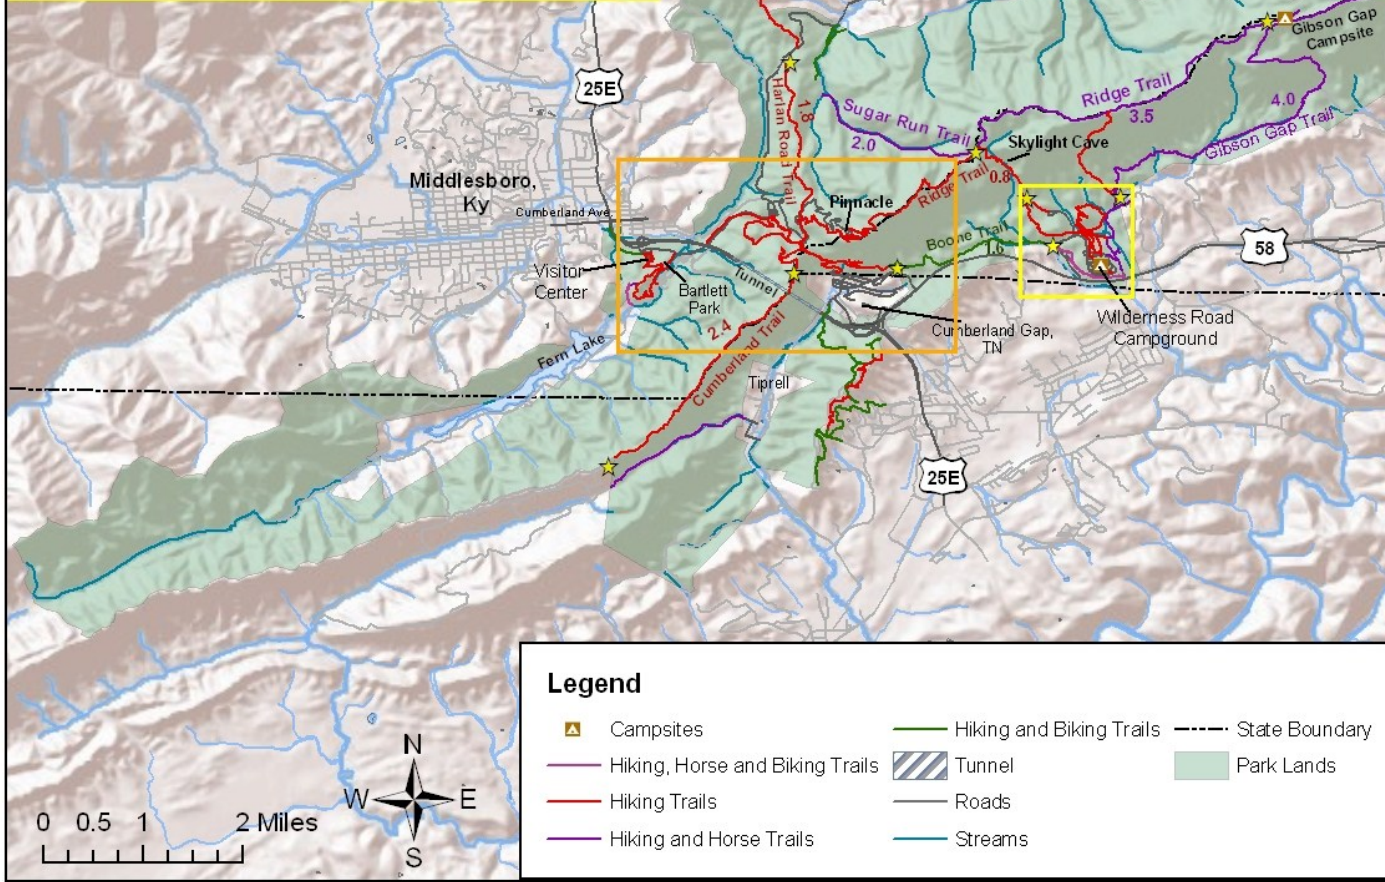 Gibson Gap
Campsite
25E
Harlan Road Trail
1.8
Sugar Run Trail
2.0
Ridge Trail
3.5
4.0
Gibson Gap Trail
Skylight Cave
Ridge Trail
0.8
Middlesboro,
Ky
Cumberland Ave
Pinnacle
Boone Trail
1.6
58
Visitor
Center
Tunnel
Bartlett
Park
2.4
Cumberland Trail
Cumberland Gap,
TN
Wilderness Road
Campground
Fern Lake
Tiprell
25E
Legend
Campsites
Hiking, Horse and Biking Trails
Hiking Trails
Hiking and Horse Trails
Hiking and Biking Trails
Tunnel
Roads
Streams
State Boundary
Park Lands
N
W E
S
0 0.5 1 2 Miles